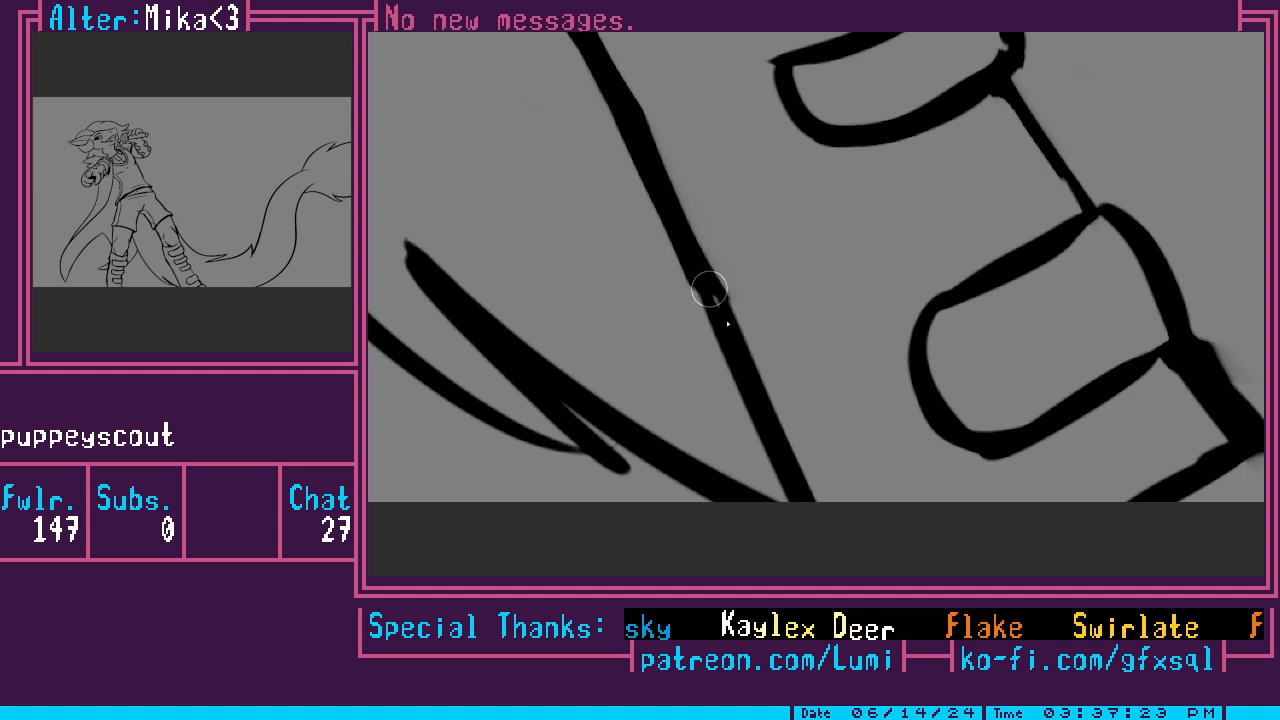 Alter:Mika<3
No new messages.
puppeyscout
Fwlr. Subs. Chat
147 0 27
Special Thanks: sky Kaylex Deer Flake Swirlate F
patreon.com/Lumi ko-fi.com/gfxsql
Date 06/14/24 Time 03:37:23 PM